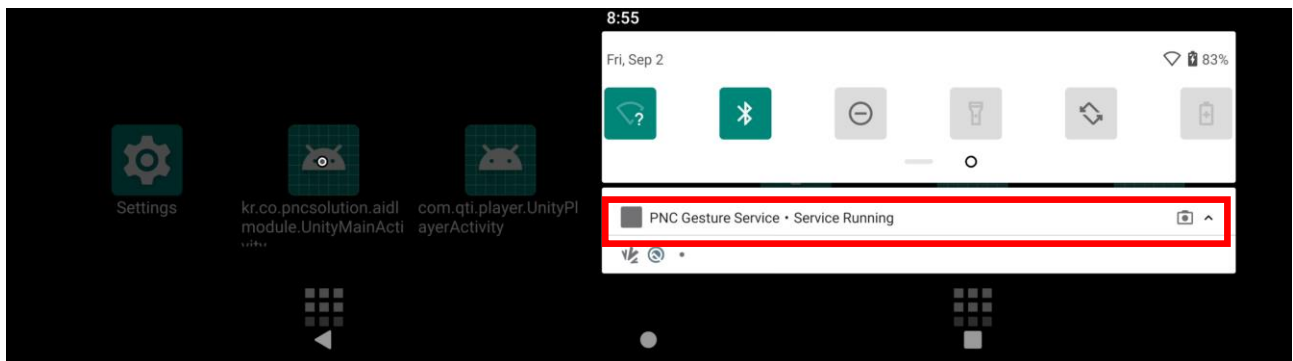 8:55
Fri, Sep 2
83%
?
Settings
kr.co.pncsolution.aidl
module.UnityMainActi
vity
com.qti.player.UnityPl
ayerActivity
PNC Gesture Service • Service Running